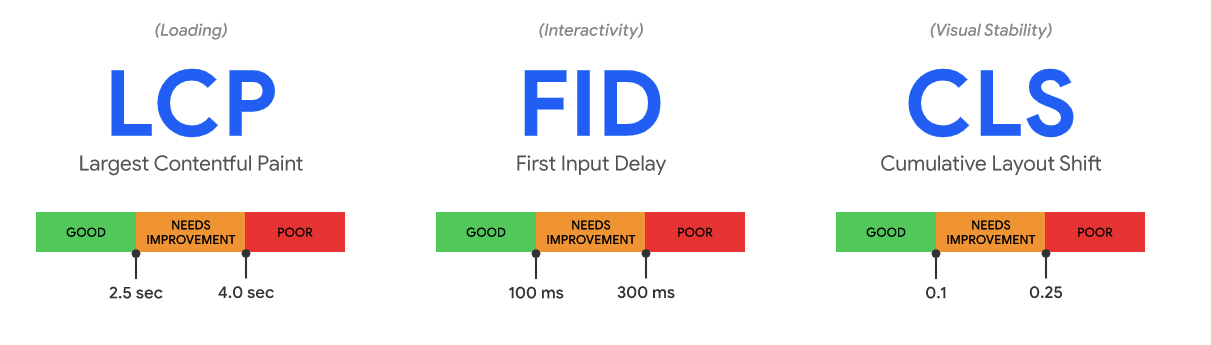 (Loading)
LCP
Largest Contentful Paint
GOOD
NEEDS
IMPROVEMENT
POOR
2.5 sec
4.0 sec
(Interactivity)
FID
First Input Delay
GOOD
NEEDS
IMPROVEMENT
POOR
100 ms
300 ms
(Visual Stability)
CLS
Cumulative Layout Shift
GOOD
NEEDS
IMPROVEMENT
POOR
0.1
0.25